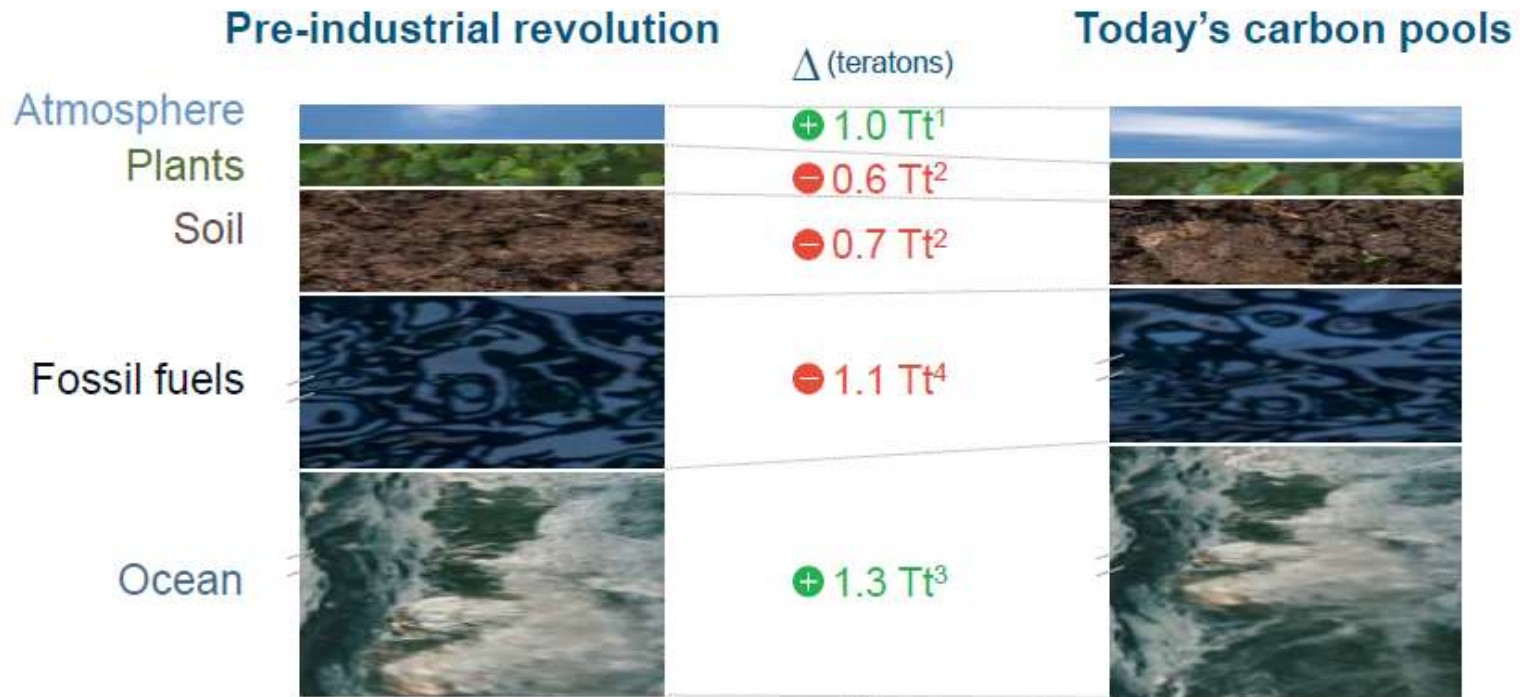 Pre-industrial revolution
Δ (teratons)
Today's carbon pools
Atmosphere
+ 1.0 Tt¹
Plants
− 0.6 Tt²
Soil
− 0.7 Tt²
Fossil fuels
− 1.1 Tt⁴
Ocean
+ 1.3 Tt³